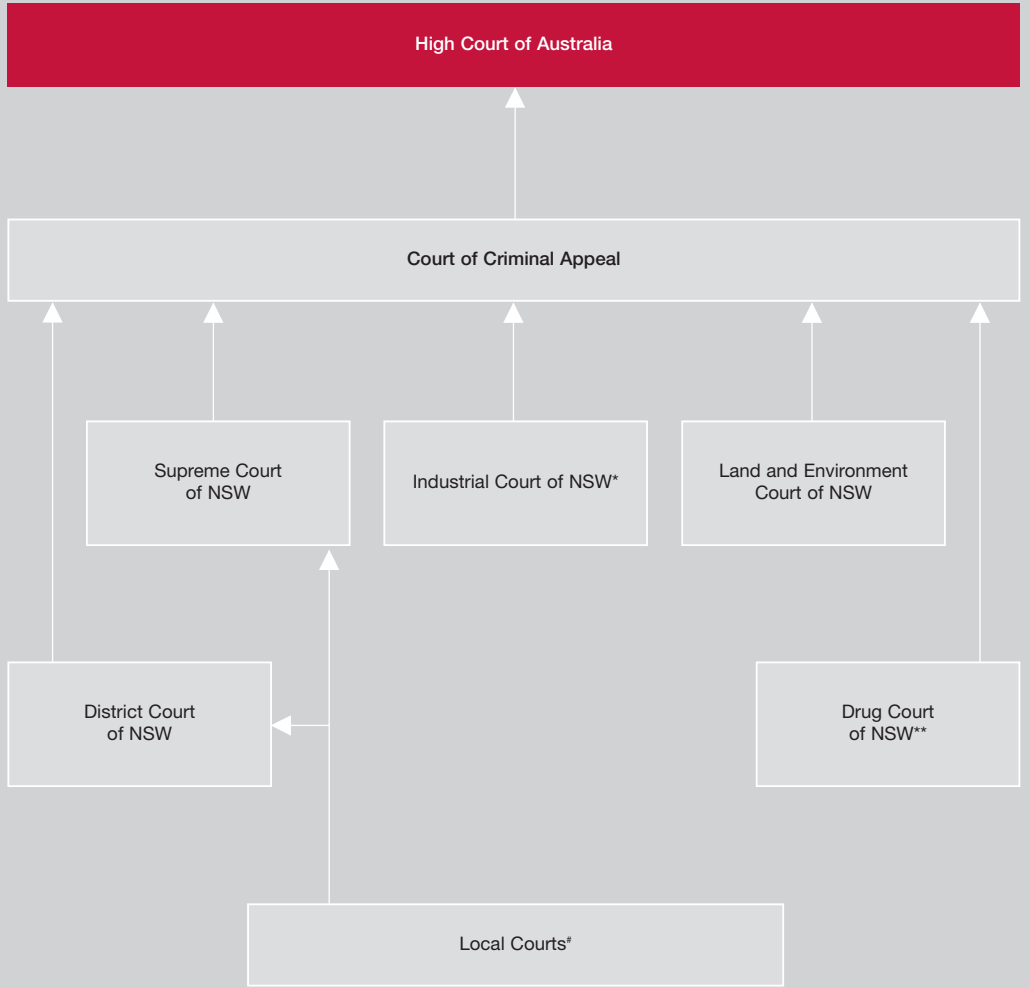 High Court of Australia
Court of Criminal Appeal
Supreme Court
of NSW
Industrial Court of NSW*
Land and Environment
Court of NSW
District Court
of NSW
Drug Court
of NSW**
Local Courts#